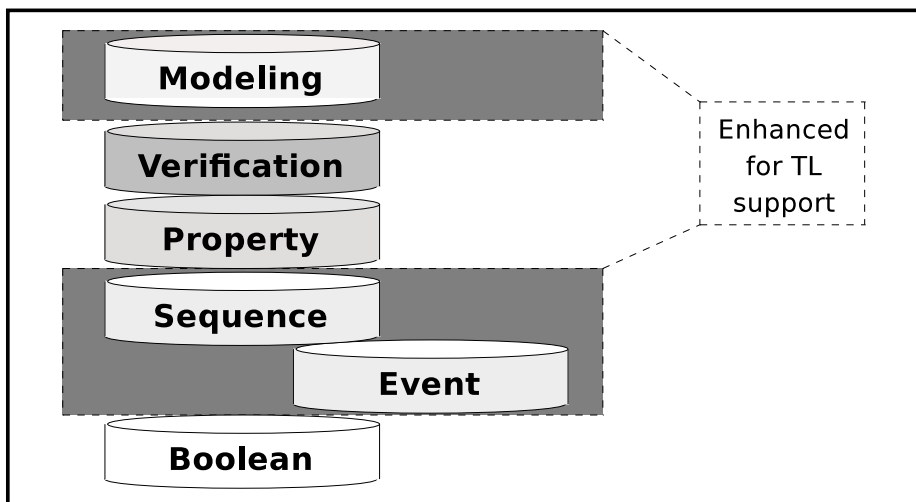 Modeling
Enhanced
for TL
support
Verification
Property
Sequence
Event
Boolean